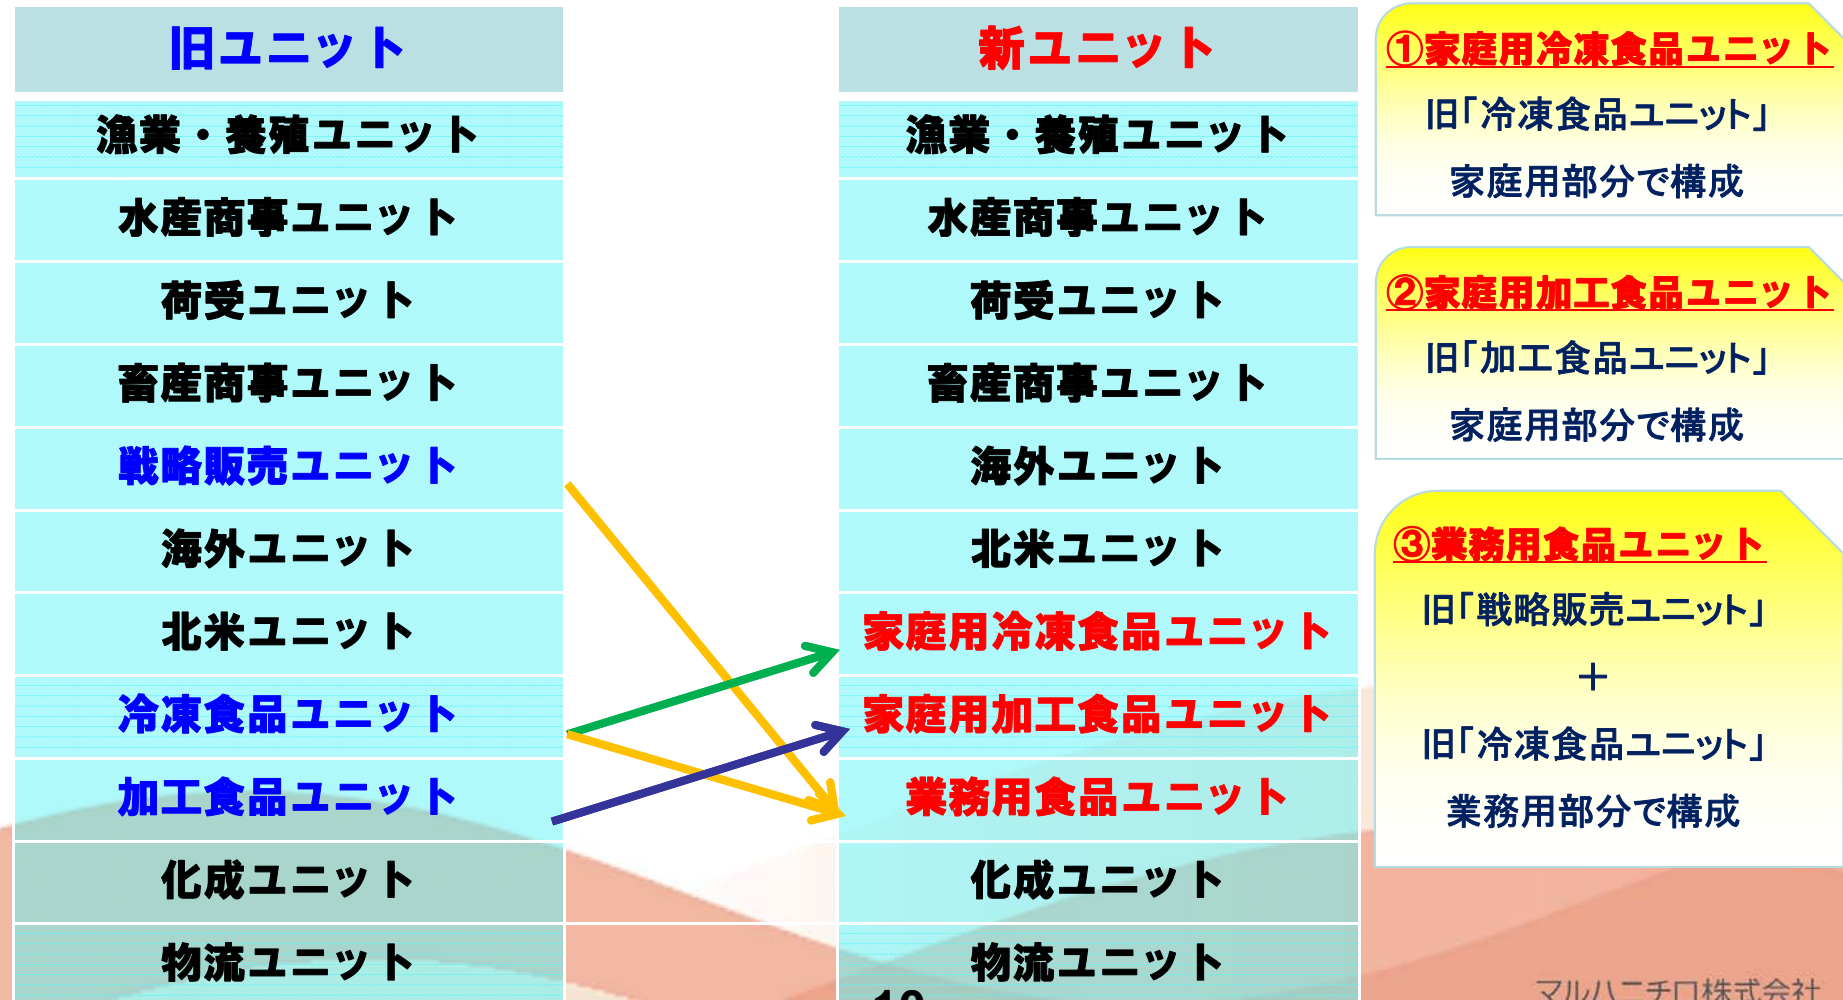 旧ユニット
漁業・養殖ユニット
水産商事ユニット
荷受ユニット
畜産商事ユニット
戦略販売ユニット
海外ユニット
北米ユニット
冷凍食品ユニット
加工食品ユニット
化成ユニット
物流ユニット
新ユニット
漁業・養殖ユニット
水産商事ユニット
荷受ユニット
畜産商事ユニット
海外ユニット
北米ユニット
家庭用冷凍食品ユニット
家庭用加工食品ユニット
業務用食品ユニット
化成ユニット
物流ユニット
①家庭用冷凍食品ユニット
旧「冷凍食品ユニット」
家庭用部分で構成
②家庭用加工食品ユニット
旧「加工食品ユニット」
家庭用部分で構成
③業務用食品ユニット
旧「戦略販売ユニット」
＋
旧「冷凍食品ユニット」
業務用部分で構成
マルハニチロ株式会社